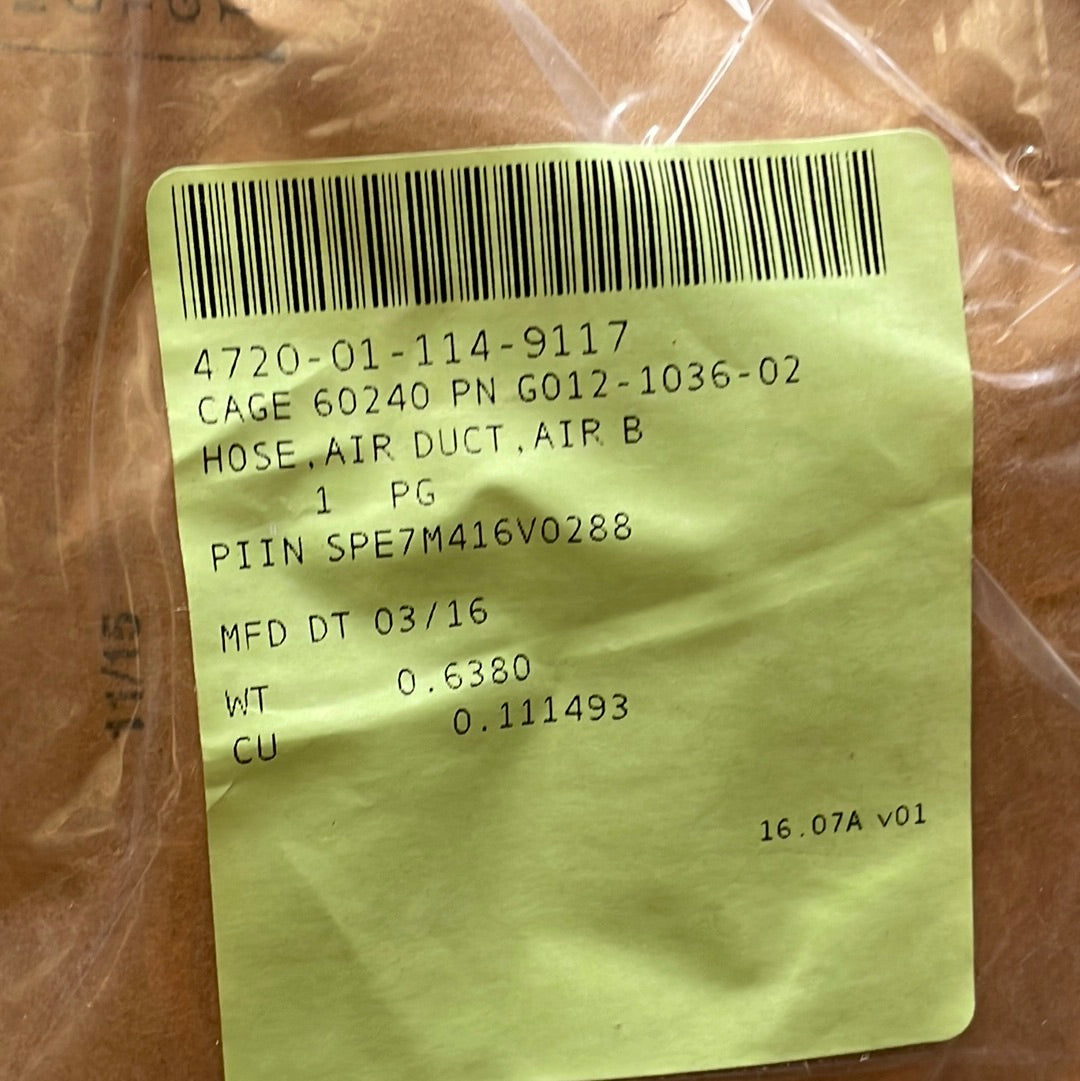 4720-01-114-9117
CAGE 60240 PN G012-1036-02
HOSE,AIR DUCT,AIR B
1 PG
PIIN SPE7M416V0288
MFD DT 03/16
WT 0.6380
CU 0.111493
16.07A v01
11/15